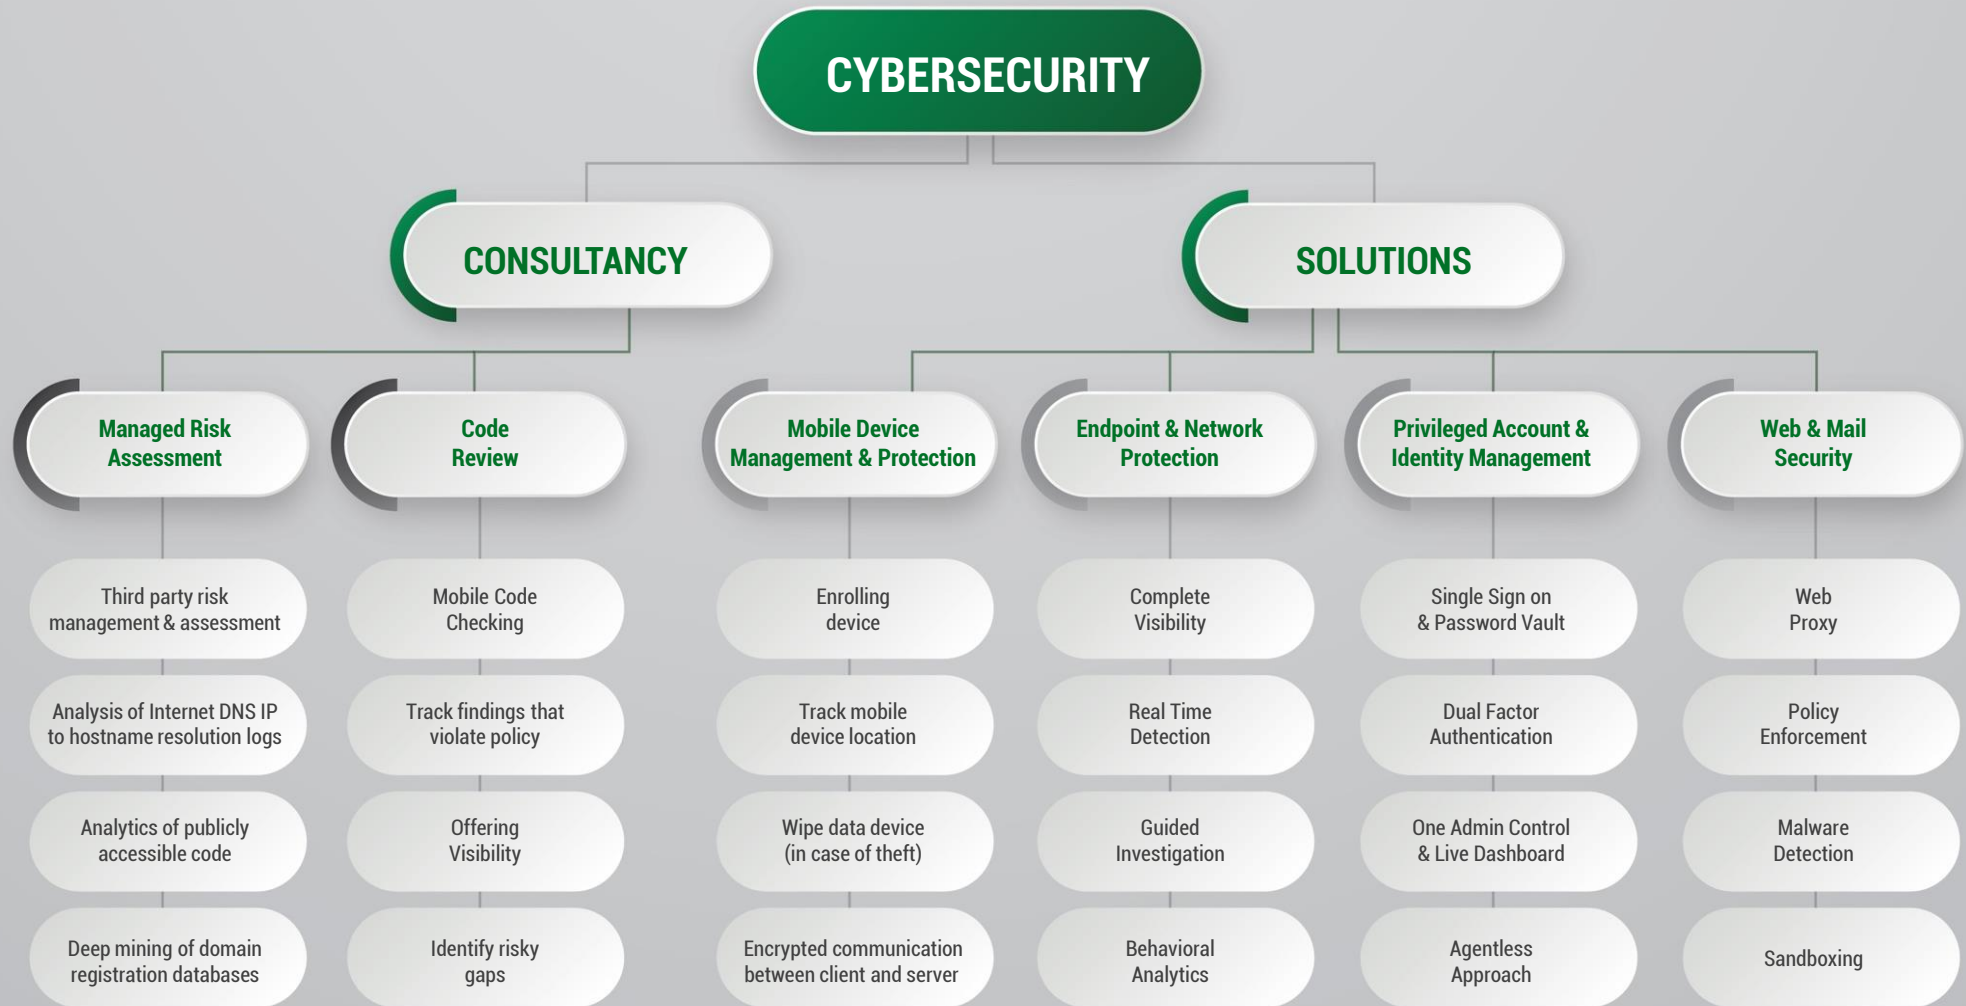 CYBERSECURITY
CONSULTANCY
SOLUTIONS
Managed Risk
Assessment
Code
Review
Mobile Device
Management & Protection
Endpoint & Network
Protection
Privileged Account &
Identity Management
Web & Mail
Security
Third party risk
management & assessment
Mobile Code
Checking
Enrolling
device
Complete
Visibility
Single Sign on
& Password Vault
Web
Proxy
Analysis of Internet DNS IP
to hostname resolution logs
Track findings that
violate policy
Track mobile
device location
Real Time
Detection
Dual Factor
Authentication
Policy
Enforcement
Analytics of publicly
accessible code
Offering
Visibility
Wipe data device
(in case of theft)
Guided
Investigation
One Admin Control
& Live Dashboard
Malware
Detection
Deep mining of domain
registration databases
Identify risky
gaps
Encrypted communication
between client and server
Behavioral
Analytics
Agentless
Approach
Sandboxing